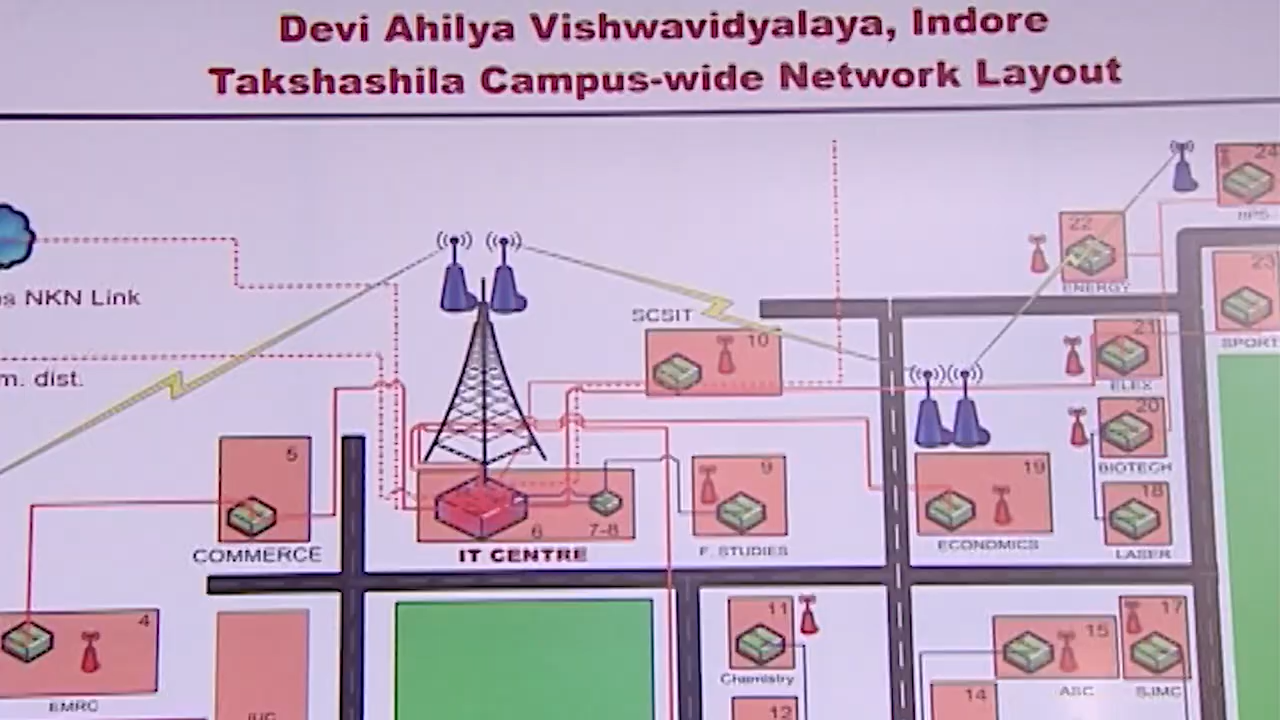 Devi Ahilya Vishwavidyalaya, Indore
Takshashila Campus-wide Network Layout
24
22
NKN Link
ENERGY
23
SCSIT
10
21
SPORT
m. dist.
ELEX
20
5
9
19
BIOTECH
18
6
7-8
COMMERCE
IT CENTRE
F. STUDIES
ECONOMICS
LASER
11
17
4
15
Chemistry
ASC
SJMC
EMRC
14
12